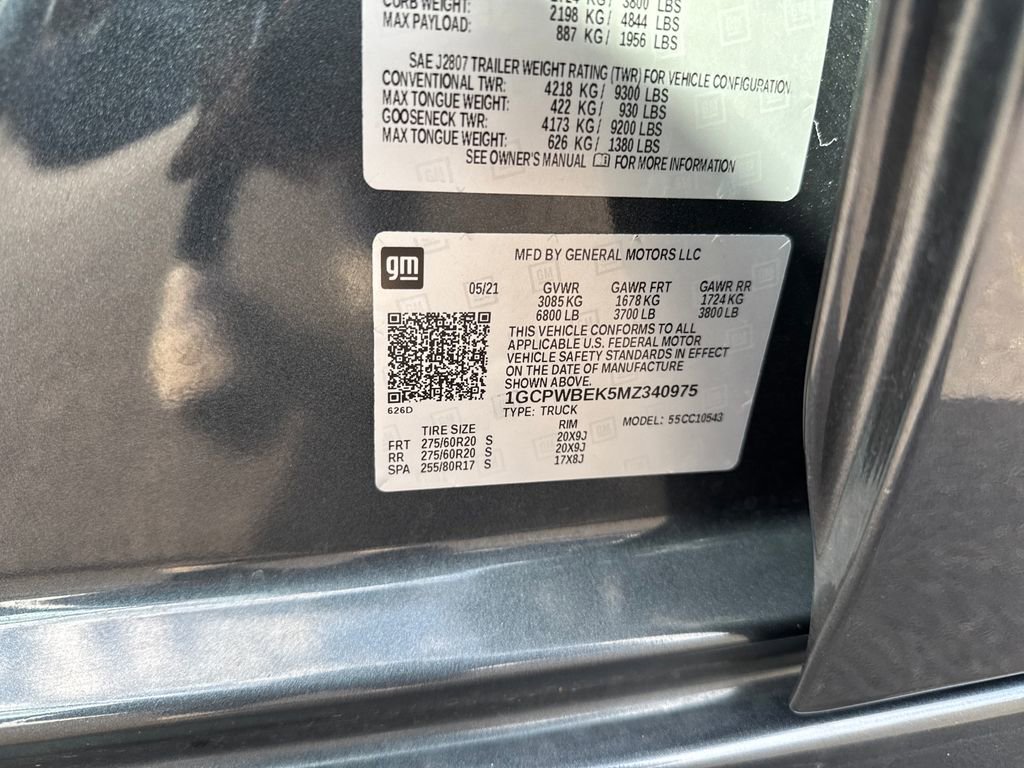 CURB WEIGHT: 2198 KG/ 4844 LBS
MAX PAYLOAD: 887 KG/ 1956 LBS
SAE J2807 TRAILER WEIGHT RATING (TWR) FOR VEHICLE CONFIGURATION
CONVENTIONAL TWR: 4218 KG/ 9300 LBS
MAX TONGUE WEIGHT: 422 KG/ 930 LBS
GOOSENECK TWR: 4173 KG/ 9200 LBS
MAX TONGUE WEIGHT: 626 KG/ 1380 LBS
SEE OWNER'S MANUAL FOR MORE INFORMATION
gm
MFD BY GENERAL MOTORS LLC
05/21 GVWR GAWR FRT GAWR RR
3085 KG 1678 KG 1724 KG
6800 LB 3700 LB 3800 LB
THIS VEHICLE CONFORMS TO ALL
APPLICABLE U.S. FEDERAL MOTOR
VEHICLE SAFETY STANDARDS IN EFFECT
ON THE DATE OF MANUFACTURE
SHOWN ABOVE.
626D
1GCPWBEK5MZ340975
TYPE: TRUCK MODEL: 55CC10543
TIRE SIZE RIM
FRT 275/60R20 S 20X9J
RR 275/60R20 S 20X9J
SPA 255/80R17 S 17X8J